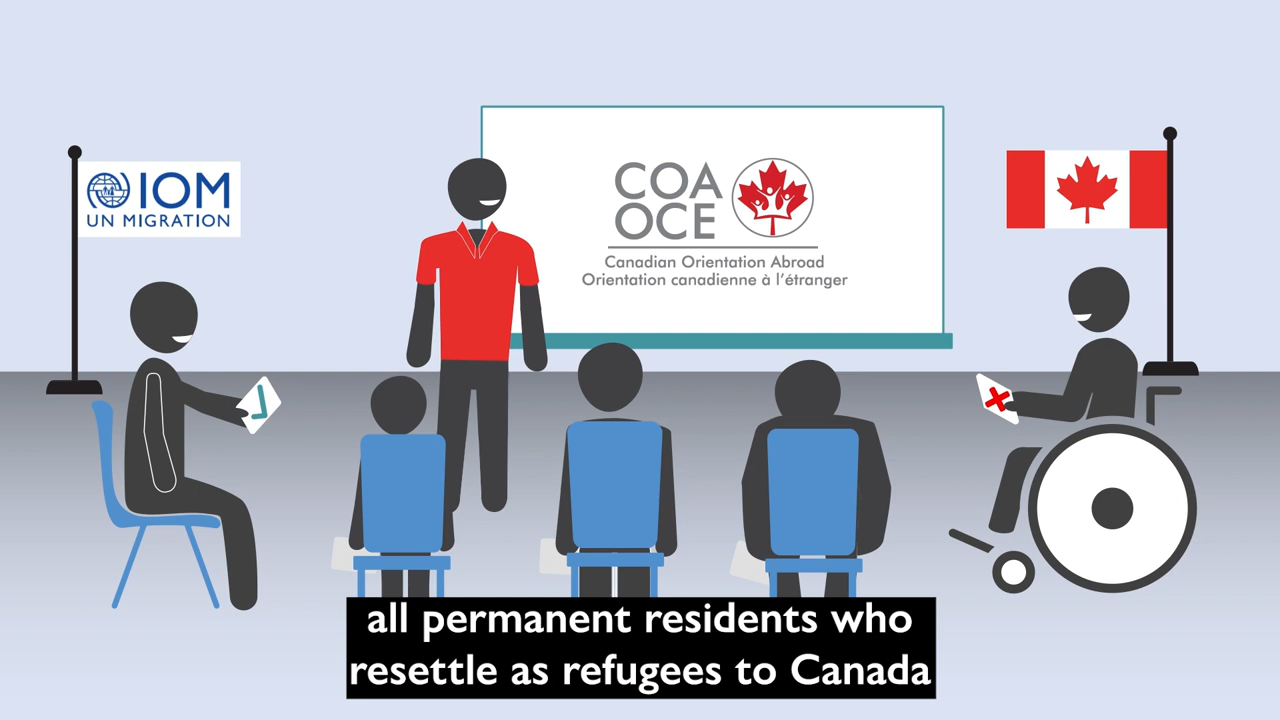 IOM
UN MIGRATION
COA
OCE
Canadian Orientation Abroad
Orientation canadienne à l'étranger
all permanent residents who
resettle as refugees to Canada